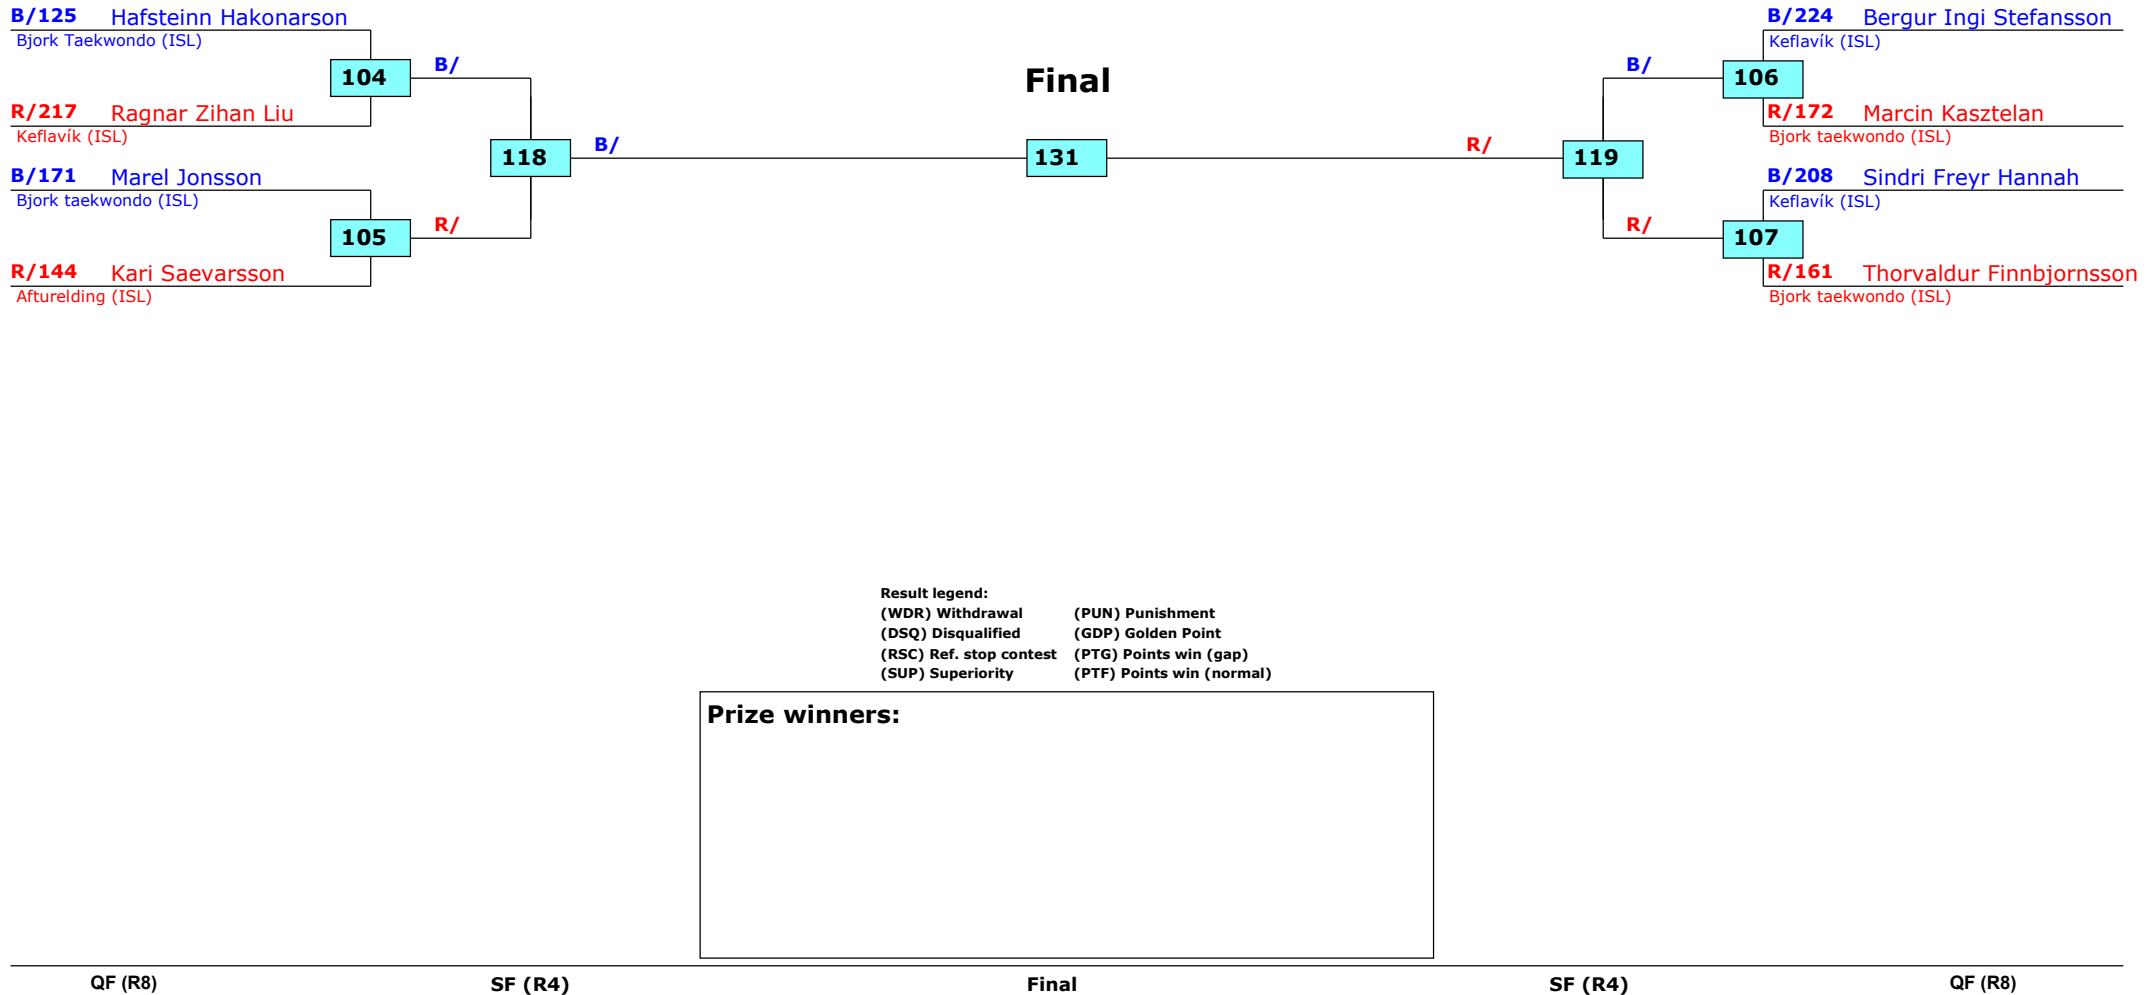 B/125 Hafsteinn Hakonarson
Bjork Taekwondo (ISL)
104
B/
R/217 Ragnar Zihan Liu
Keflavík (ISL)
118
B/
B/171 Marel Jonsson
Bjork taekwondo (ISL)
105
R/
R/144 Kari Saevarsson
Afturelding (ISL)
Final
131
B/224 Bergur Ingi Stefansson
Keflavík (ISL)
B/
106
R/172 Marcin Kasztelan
Bjork taekwondo (ISL)
R/
119
B/208 Sindri Freyr Hannah
Keflavík (ISL)
R/
107
R/161 Thorvaldur Finnbjornsson
Bjork taekwondo (ISL)
Result legend:
(WDR) Withdrawal (PUN) Punishment
(DSQ) Disqualified (GDP) Golden Point
(RSC) Ref. stop contest (PTG) Points win (gap)
(SUP) Superiority (PTF) Points win (normal)
Prize winners:
QF (R8) SF (R4) Final SF (R4) QF (R8)